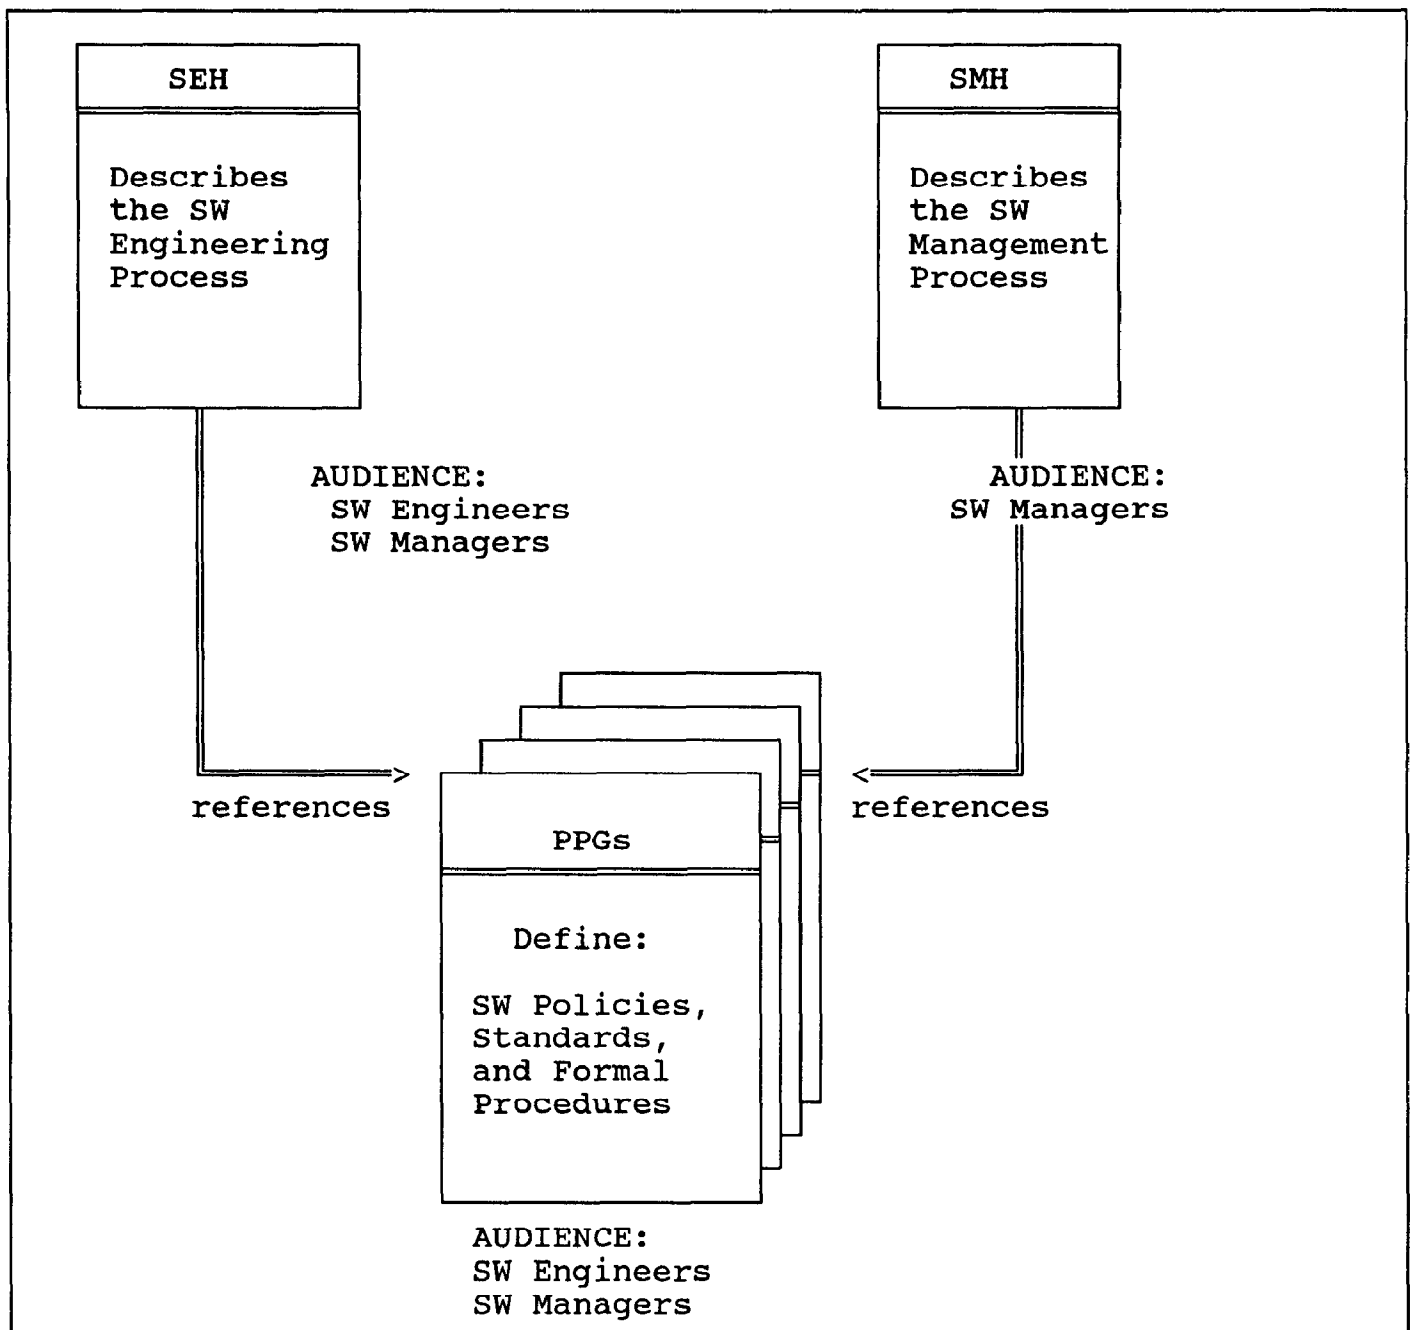 SEH
Describes
the SW
Engineering
Process
AUDIENCE:
SW Engineers
SW Managers
SMH
Describes
the SW
Management
Process
AUDIENCE:
SW Managers
references
references
PPGs
Define:
SW Policies,
Standards,
and Formal
Procedures
AUDIENCE:
SW Engineers
SW Managers